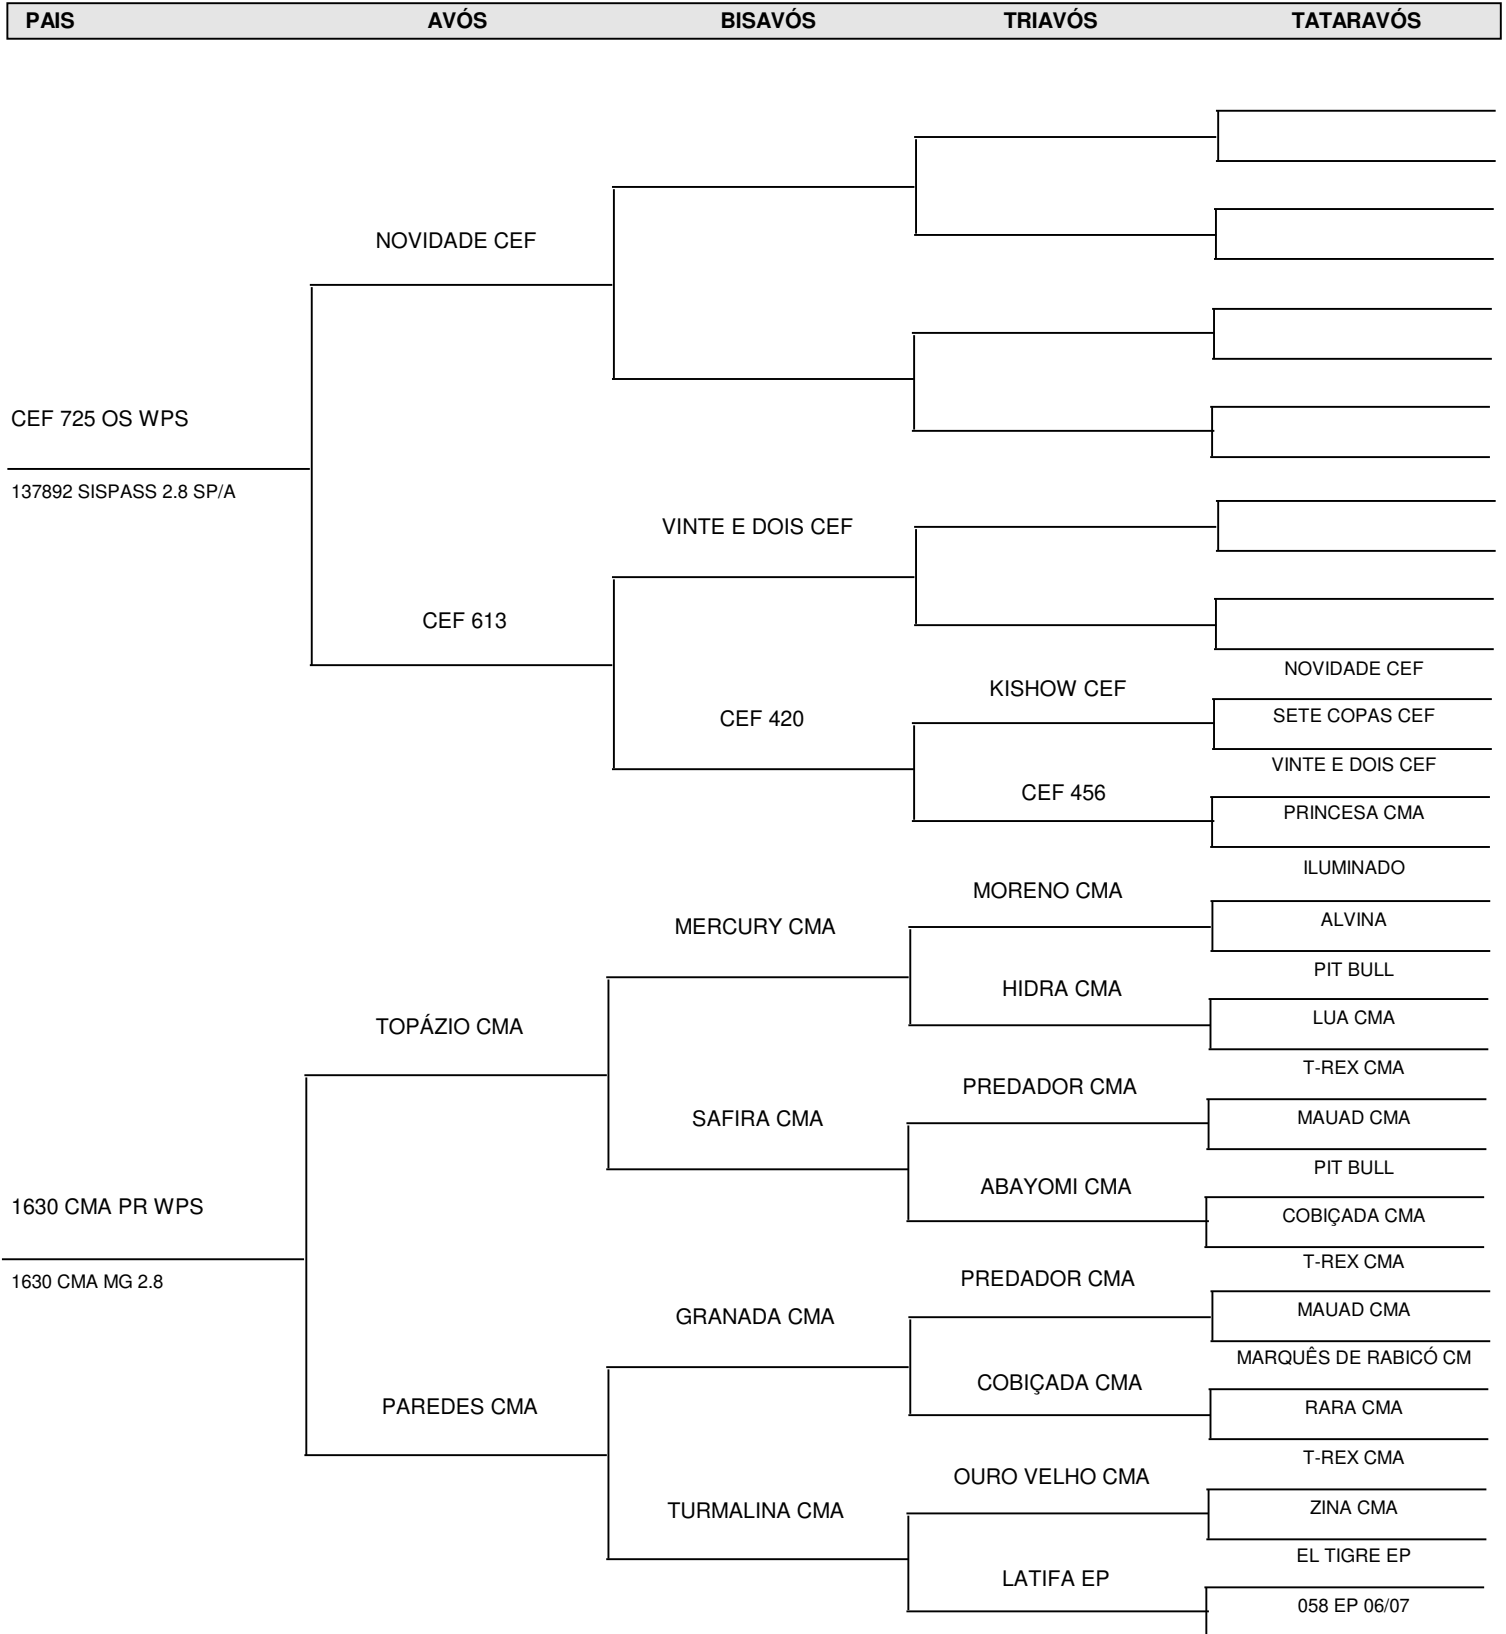 PAIS AVÓS BISAVÓS TRIAVÓS TATARAVÓS
NOVIDADE CEF
CEF 725 OS WPS
137892 SISPASS 2.8 SP/A
VINTE E DOIS CEF
CEF 613
NOVIDADE CEF
KISHOW CEF
SETE COPAS CEF
CEF 420
VINTE E DOIS CEF
CEF 456
PRINCESA CMA
ILUMINADO
MORENO CMA
ALVINA
MERCURY CMA
PIT BULL
HIDRA CMA
LUA CMA
TOPÁZIO CMA
T-REX CMA
PREDADOR CMA
MAUAD CMA
SAFIRA CMA
PIT BULL
ABAYOMI CMA
1630 CMA PR WPS
COBIÇADA CMA
T-REX CMA
PREDADOR CMA
1630 CMA MG 2.8
MAUAD CMA
GRANADA CMA
MARQUÊS DE RABICÓ CM
COBIÇADA CMA
PAREDES CMA
RARA CMA
T-REX CMA
OURO VELHO CMA
ZINA CMA
TURMALINA CMA
EL TIGRE EP
LATIFA EP
058 EP 06/07